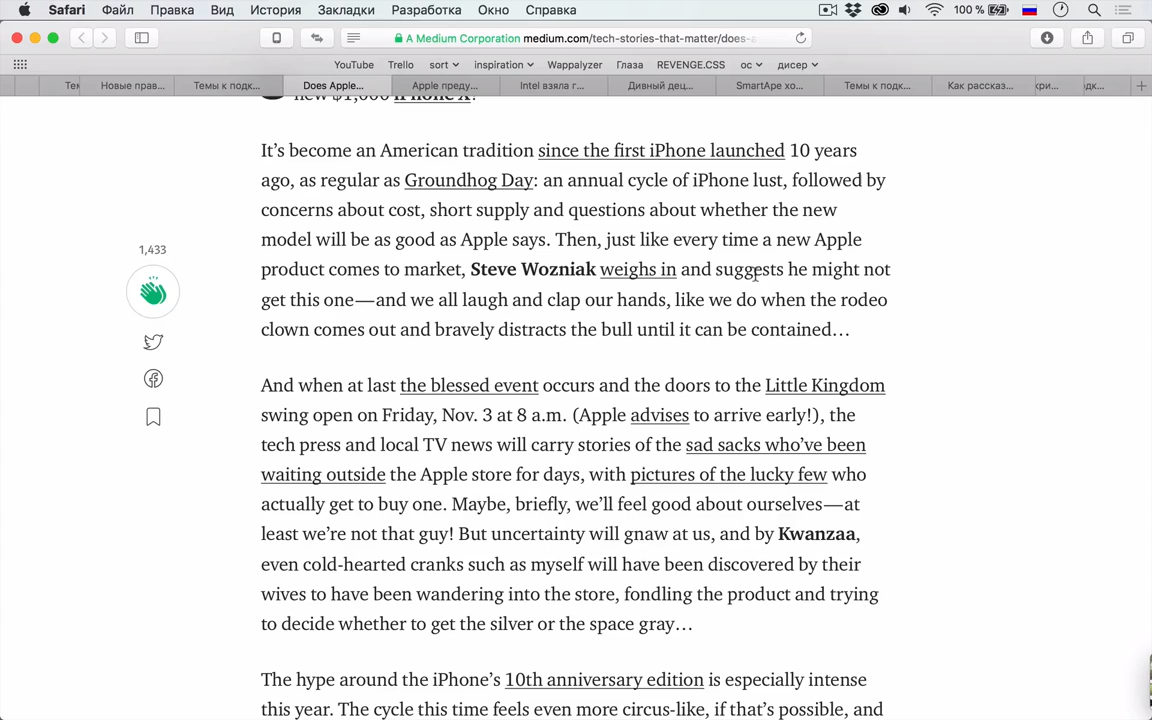 Safari Файл Правка Вид История Закладки Разработка Окно Справка 100 %
A Medium Corporation medium.com/tech-stories-that-matter/does-a
YouTube Trello sort inspiration Wappalyzer Глаза REVENGE.CSS ос дисер
Тем Новые прав... Темы к подк... Does Apple... Apple преду... Intel взяла г... Дивный дец... SmartApe хо... Темы к подк... Как рассказ... кри... дк...
new $1,000 iPhone X?
It’s become an American tradition since the first iPhone launched 10 years
ago, as regular as Groundhog Day: an annual cycle of iPhone lust, followed by
concerns about cost, short supply and questions about whether the new
model will be as good as Apple says. Then, just like every time a new Apple
product comes to market, Steve Wozniak weighs in and suggests he might not
get this one—and we all laugh and clap our hands, like we do when the rodeo
clown comes out and bravely distracts the bull until it can be contained…
1,433
And when at last the blessed event occurs and the doors to the Little Kingdom
swing open on Friday, Nov. 3 at 8 a.m. (Apple advises to arrive early!), the
tech press and local TV news will carry stories of the sad sacks who’ve been
waiting outside the Apple store for days, with pictures of the lucky few who
actually get to buy one. Maybe, briefly, we’ll feel good about ourselves—at
least we’re not that guy! But uncertainty will gnaw at us, and by Kwanzaa,
even cold-hearted cranks such as myself will have been discovered by their
wives to have been wandering into the store, fondling the product and trying
to decide whether to get the silver or the space gray…
The hype around the iPhone’s 10th anniversary edition is especially intense
this year. The cycle this time feels even more circus-like, if that’s possible, and